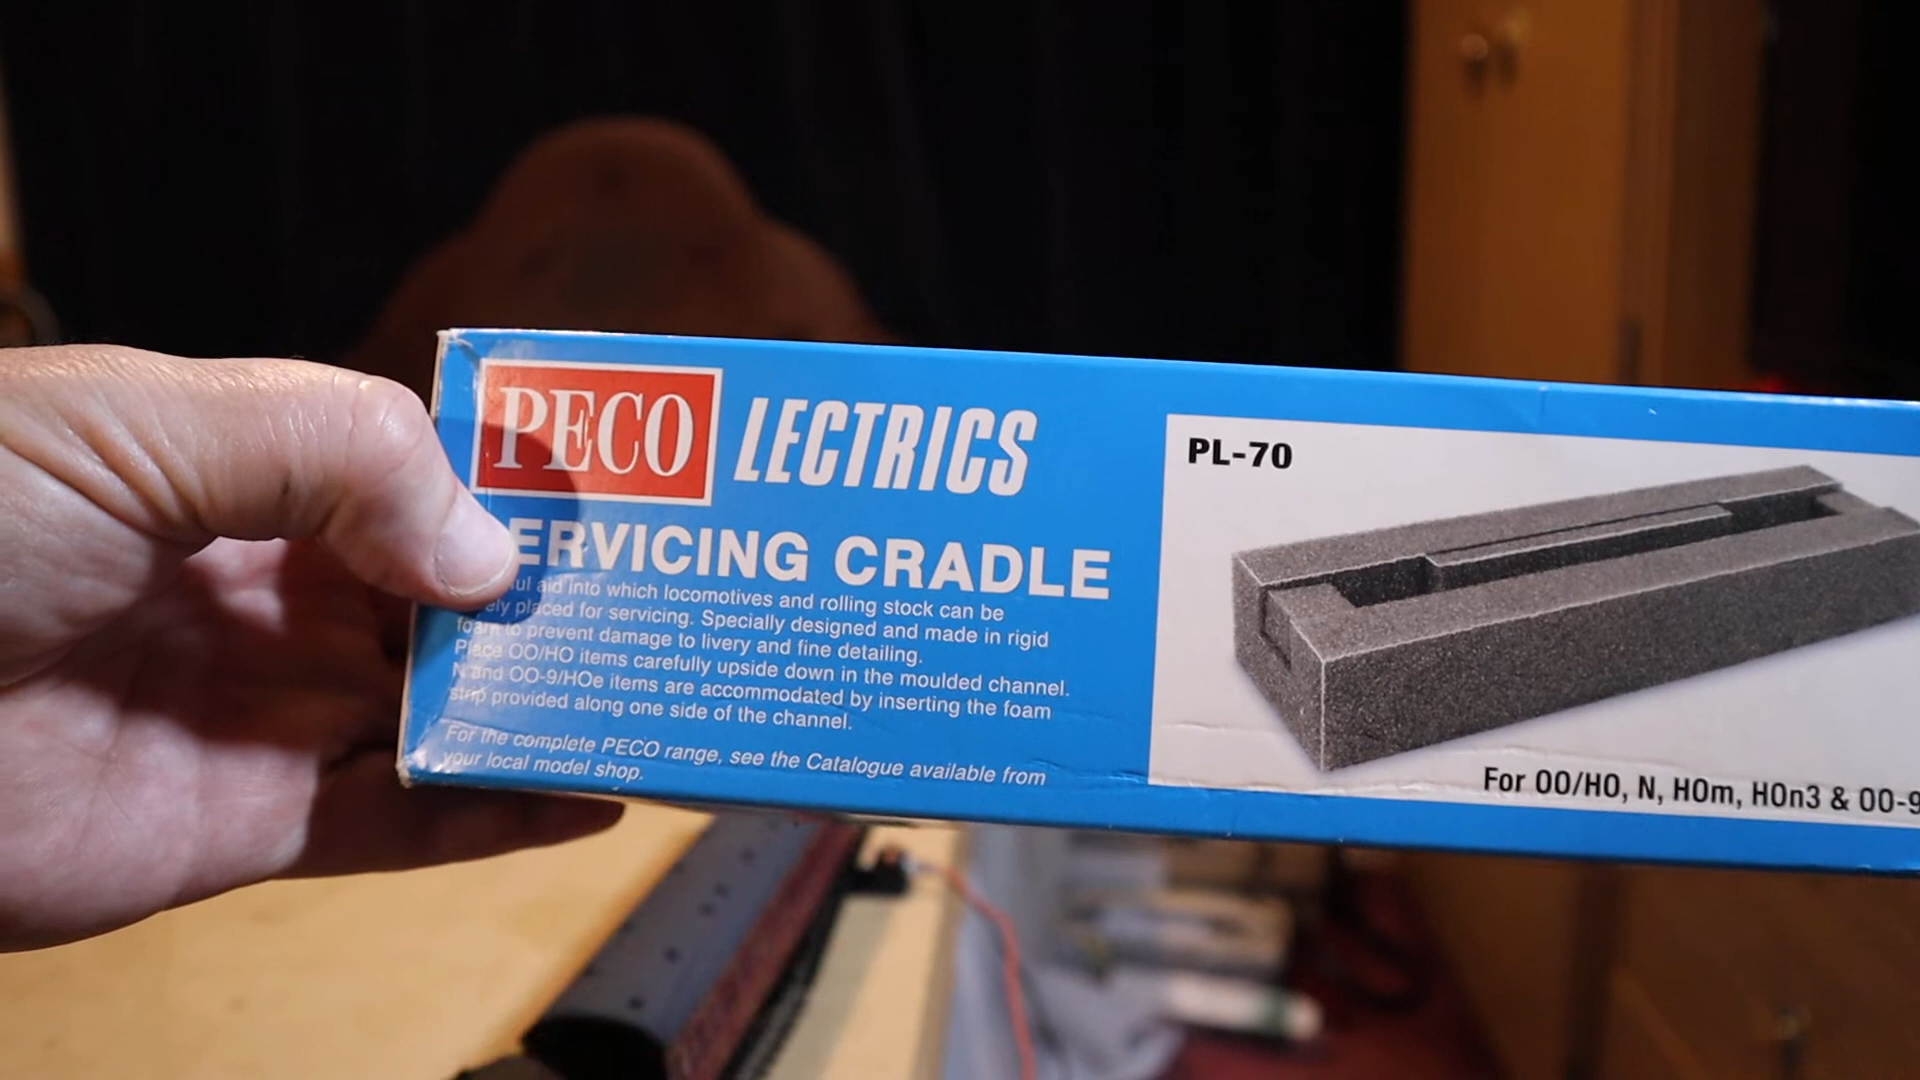 PECO LECTRICS
ERVICING CRADLE
aid into which locomotives and rolling stock can be
placed for servicing. Specially designed and made in rigid
foam to prevent damage to livery and fine detailing.
Place OO/HO items carefully upside down in the moulded channel.
N and OO-9/HOe items are accommodated by inserting the foam
strip provided along one side of the channel.
For the complete PECO range, see the Catalogue available from
your local model shop.
PL-70
For OO/HO, N, HOm, HOn3 & OO-9